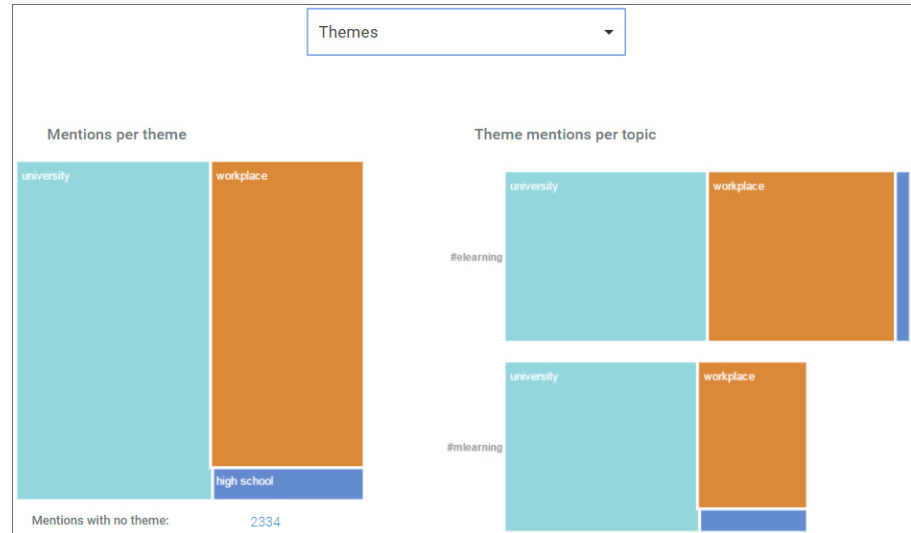 Themes
Mentions per theme
university
workplace
high school
Mentions with no theme: 2334
Theme mentions per topic
#elearning
university
workplace
#mlearning
university
workplace